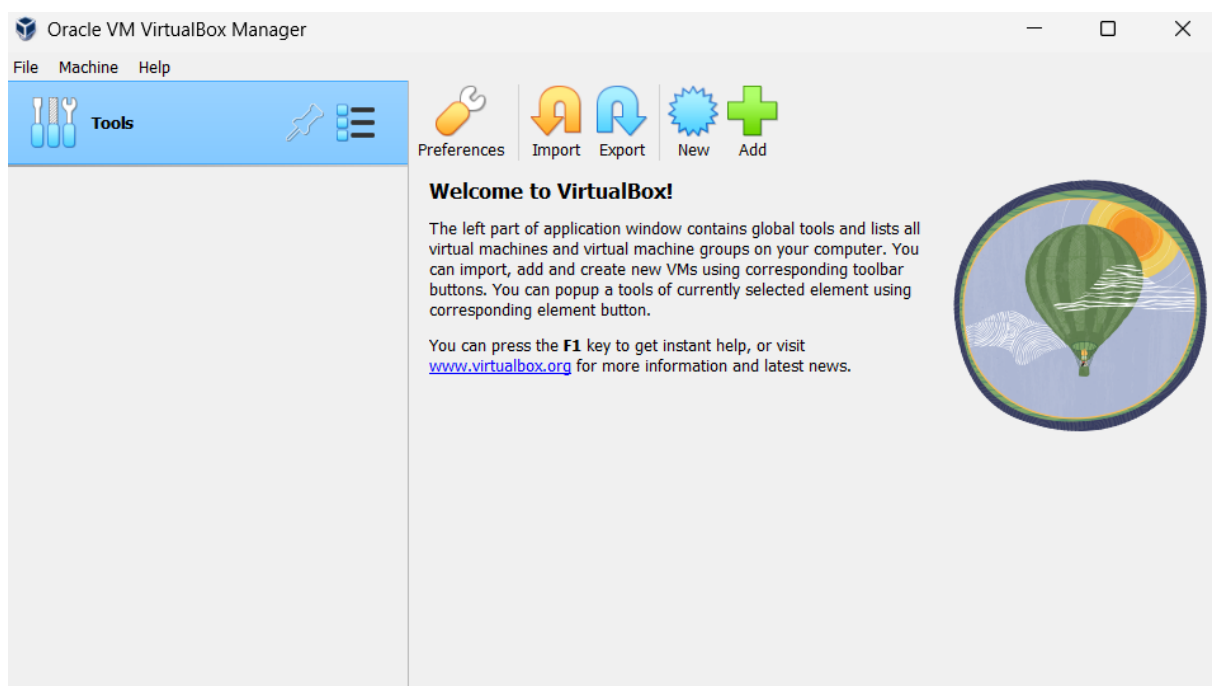 Oracle VM VirtualBox Manager
File Machine Help
Tools
Preferences Import Export New Add
Welcome to VirtualBox!
The left part of application window contains global tools and lists all
virtual machines and virtual machine groups on your computer. You
can import, add and create new VMs using corresponding toolbar
buttons. You can popup a tools of currently selected element using
corresponding element button.
You can press the F1 key to get instant help, or visit
www.virtualbox.org for more information and latest news.